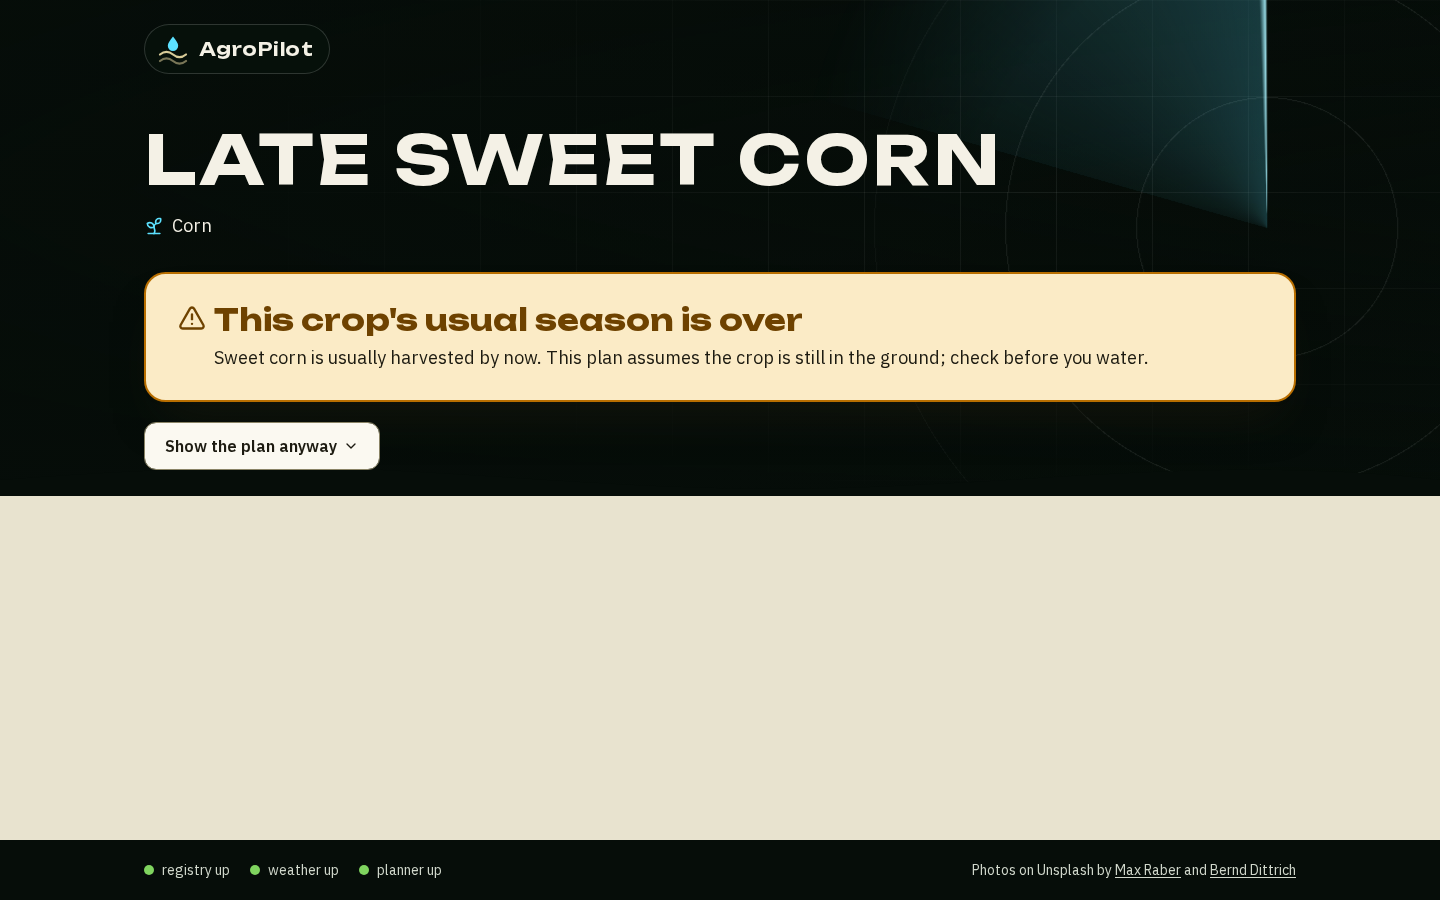 AgroPilot
LATE SWEET CORN
Corn
This crop's usual season is over
Sweet corn is usually harvested by now. This plan assumes the crop is still in the ground; check before you water.
Show the plan anyway
registry up
weather up
planner up
Photos on Unsplash by Max Raber and Bernd Dittrich